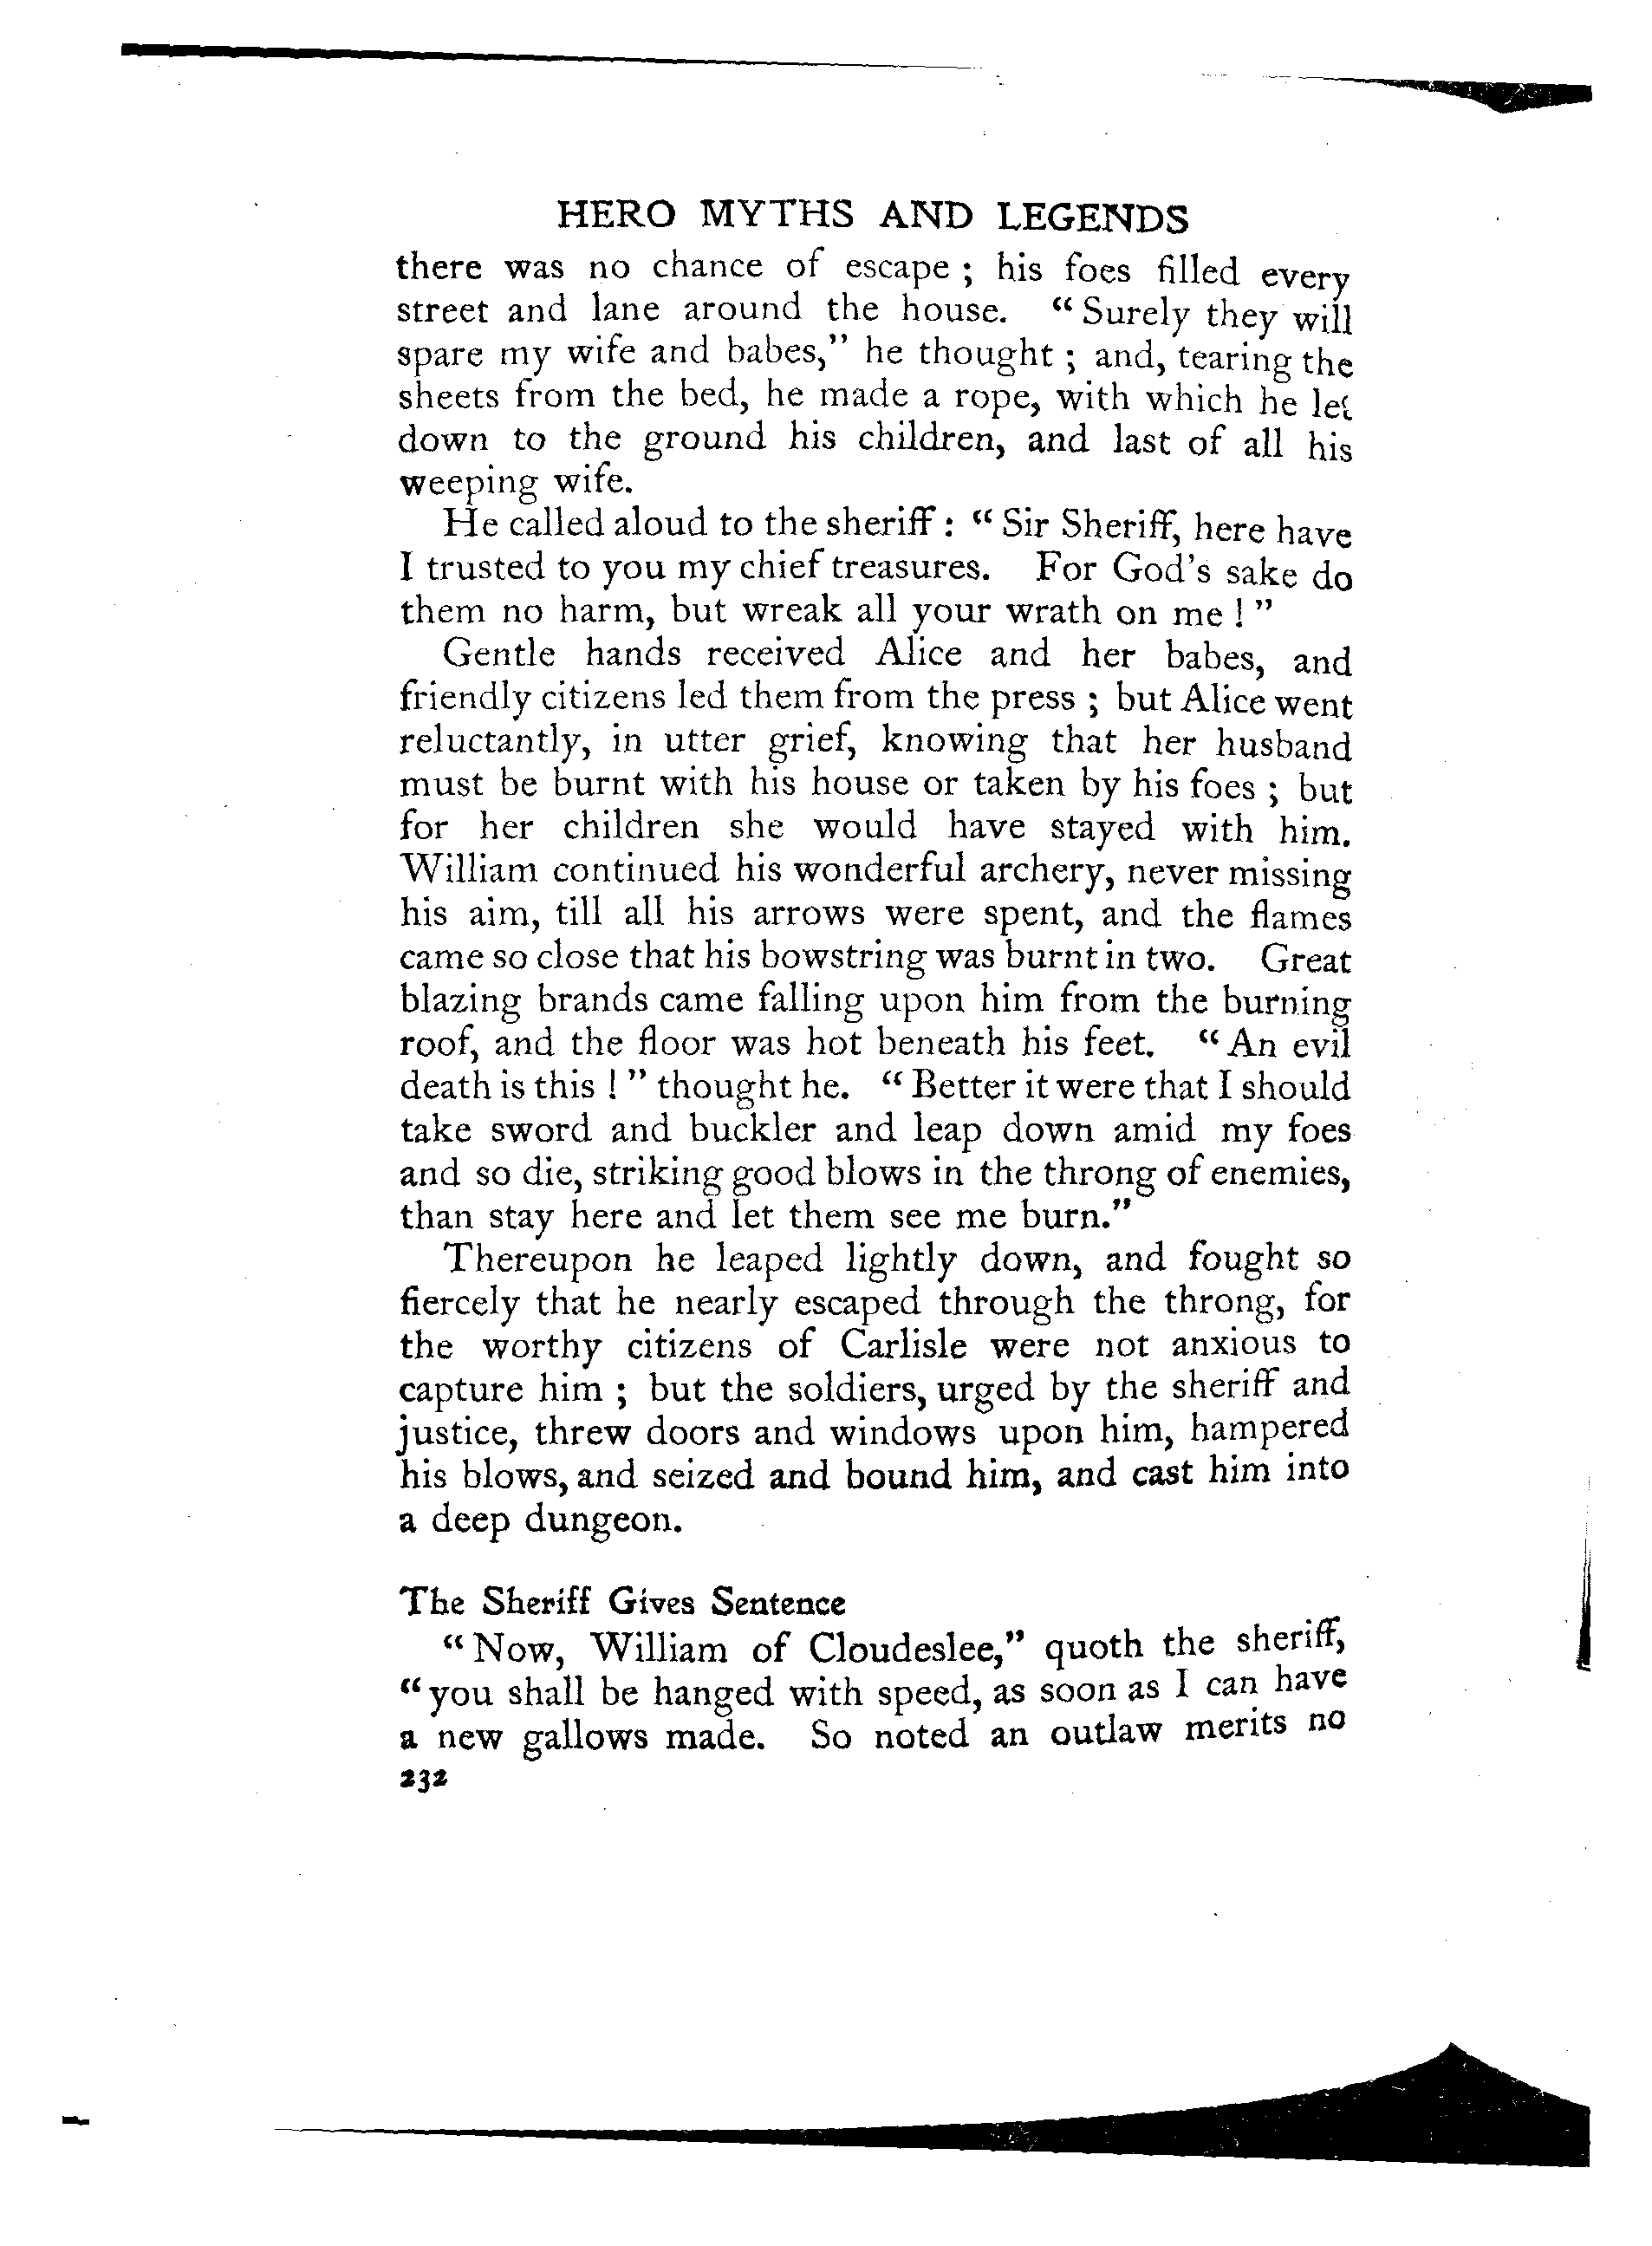 HERO MYTHS AND LEGENDS
there was no chance of escape ; his foes filled every
street and lane around the house. “ Surely they will
spare my wife and babes,” he thought ; and, tearing the
sheets from the bed, he made a rope, with which he let
down to the ground his children, and last of all his
weeping wife.
He called aloud to the sheriff : “ Sir Sheriff, here have
I trusted to you my chief treasures. For God's sake do
them no harm, but wreak all your wrath on me ! ”
Gentle hands received Alice and her babes, and
friendly citizens led them from the press ; but Alice went
reluctantly, in utter grief, knowing that her husband
must be burnt with his house or taken by his foes ; but
for her children she would have stayed with him.
William continued his wonderful archery, never missing
his aim, till all his arrows were spent, and the flames
came so close that his bowstring was burnt in two. Great
blazing brands came falling upon him from the burning
roof, and the floor was hot beneath his feet. “ An evil
death is this ! ” thought he. “ Better it were that I should
take sword and buckler and leap down amid my foes
and so die, striking good blows in the throng of enemies,
than stay here and let them see me burn.”
Thereupon he leaped lightly down, and fought so
fiercely that he nearly escaped through the throng, for
the worthy citizens of Carlisle were not anxious to
capture him ; but the soldiers, urged by the sheriff and
justice, threw doors and windows upon him, hampered
his blows, and seized and bound him, and cast him into
a deep dungeon.
The Sheriff Gives Sentence
“ Now, William of Cloudeslee,” quoth the sheriff,
“ you shall be hanged with speed, as soon as I can have
a new gallows made. So noted an outlaw merits no
232